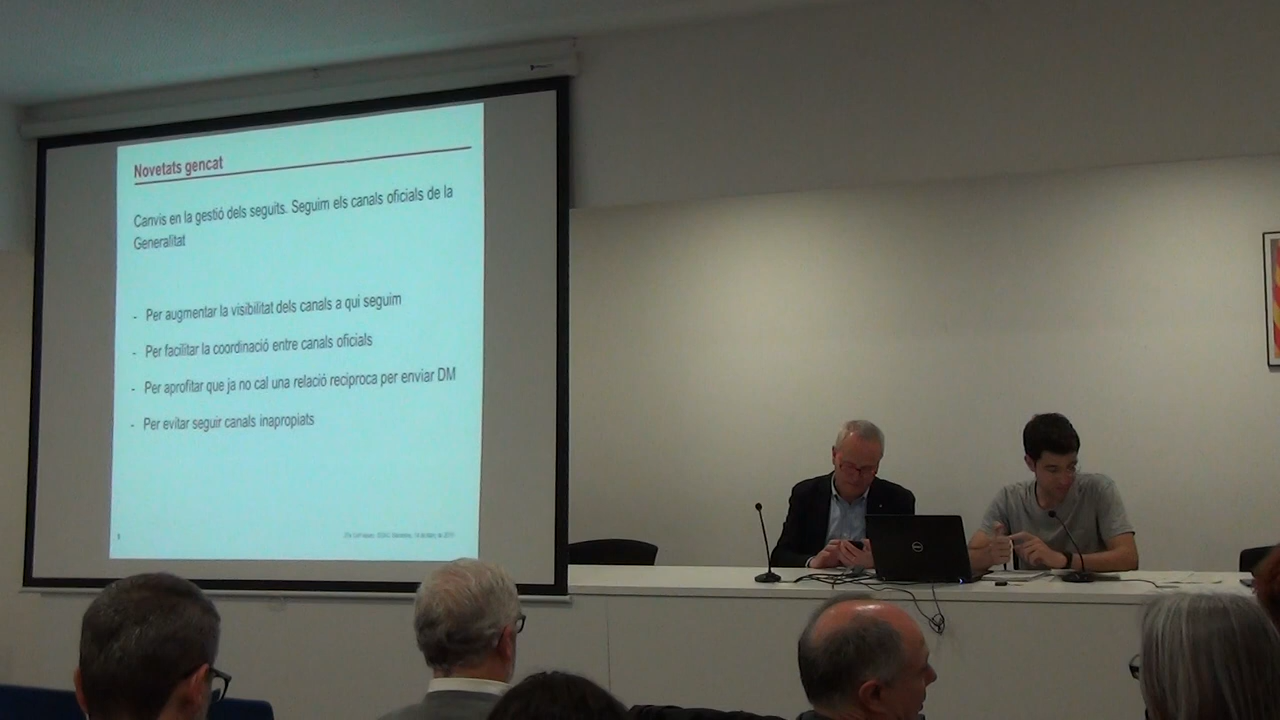 Novetats gencat
Canvis en la gestió dels seguits. Seguim els canals oficials de la
Generalitat
- Per augmentar la visibilitat dels canals a qui seguim
- Per facilitar la coordinació entre canals oficials
- Per aprofitar que ja no cal una relació reciproca per enviar DM
- Per evitar seguir canals inapropiats
DELL